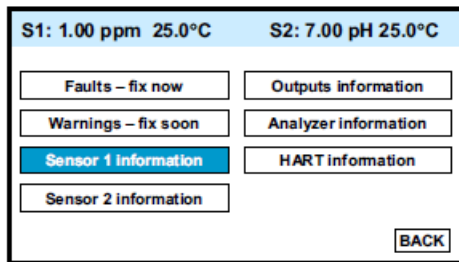 S1: 1.00 ppm 25.0°C S2: 7.00 pH 25.0°C
Faults – fix now Outputs information
Warnings – fix soon Analyzer information
Sensor 1 information HART information
Sensor 2 information
BACK